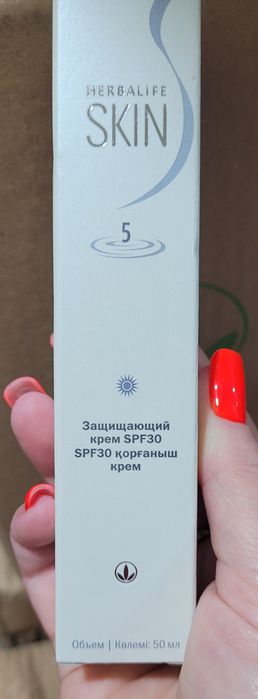 HERBALIFE
SKIN
5
Защищающий
крем SPF30
SPF30 қорғаныш
крем
Объем | Көлемі: 50 мл